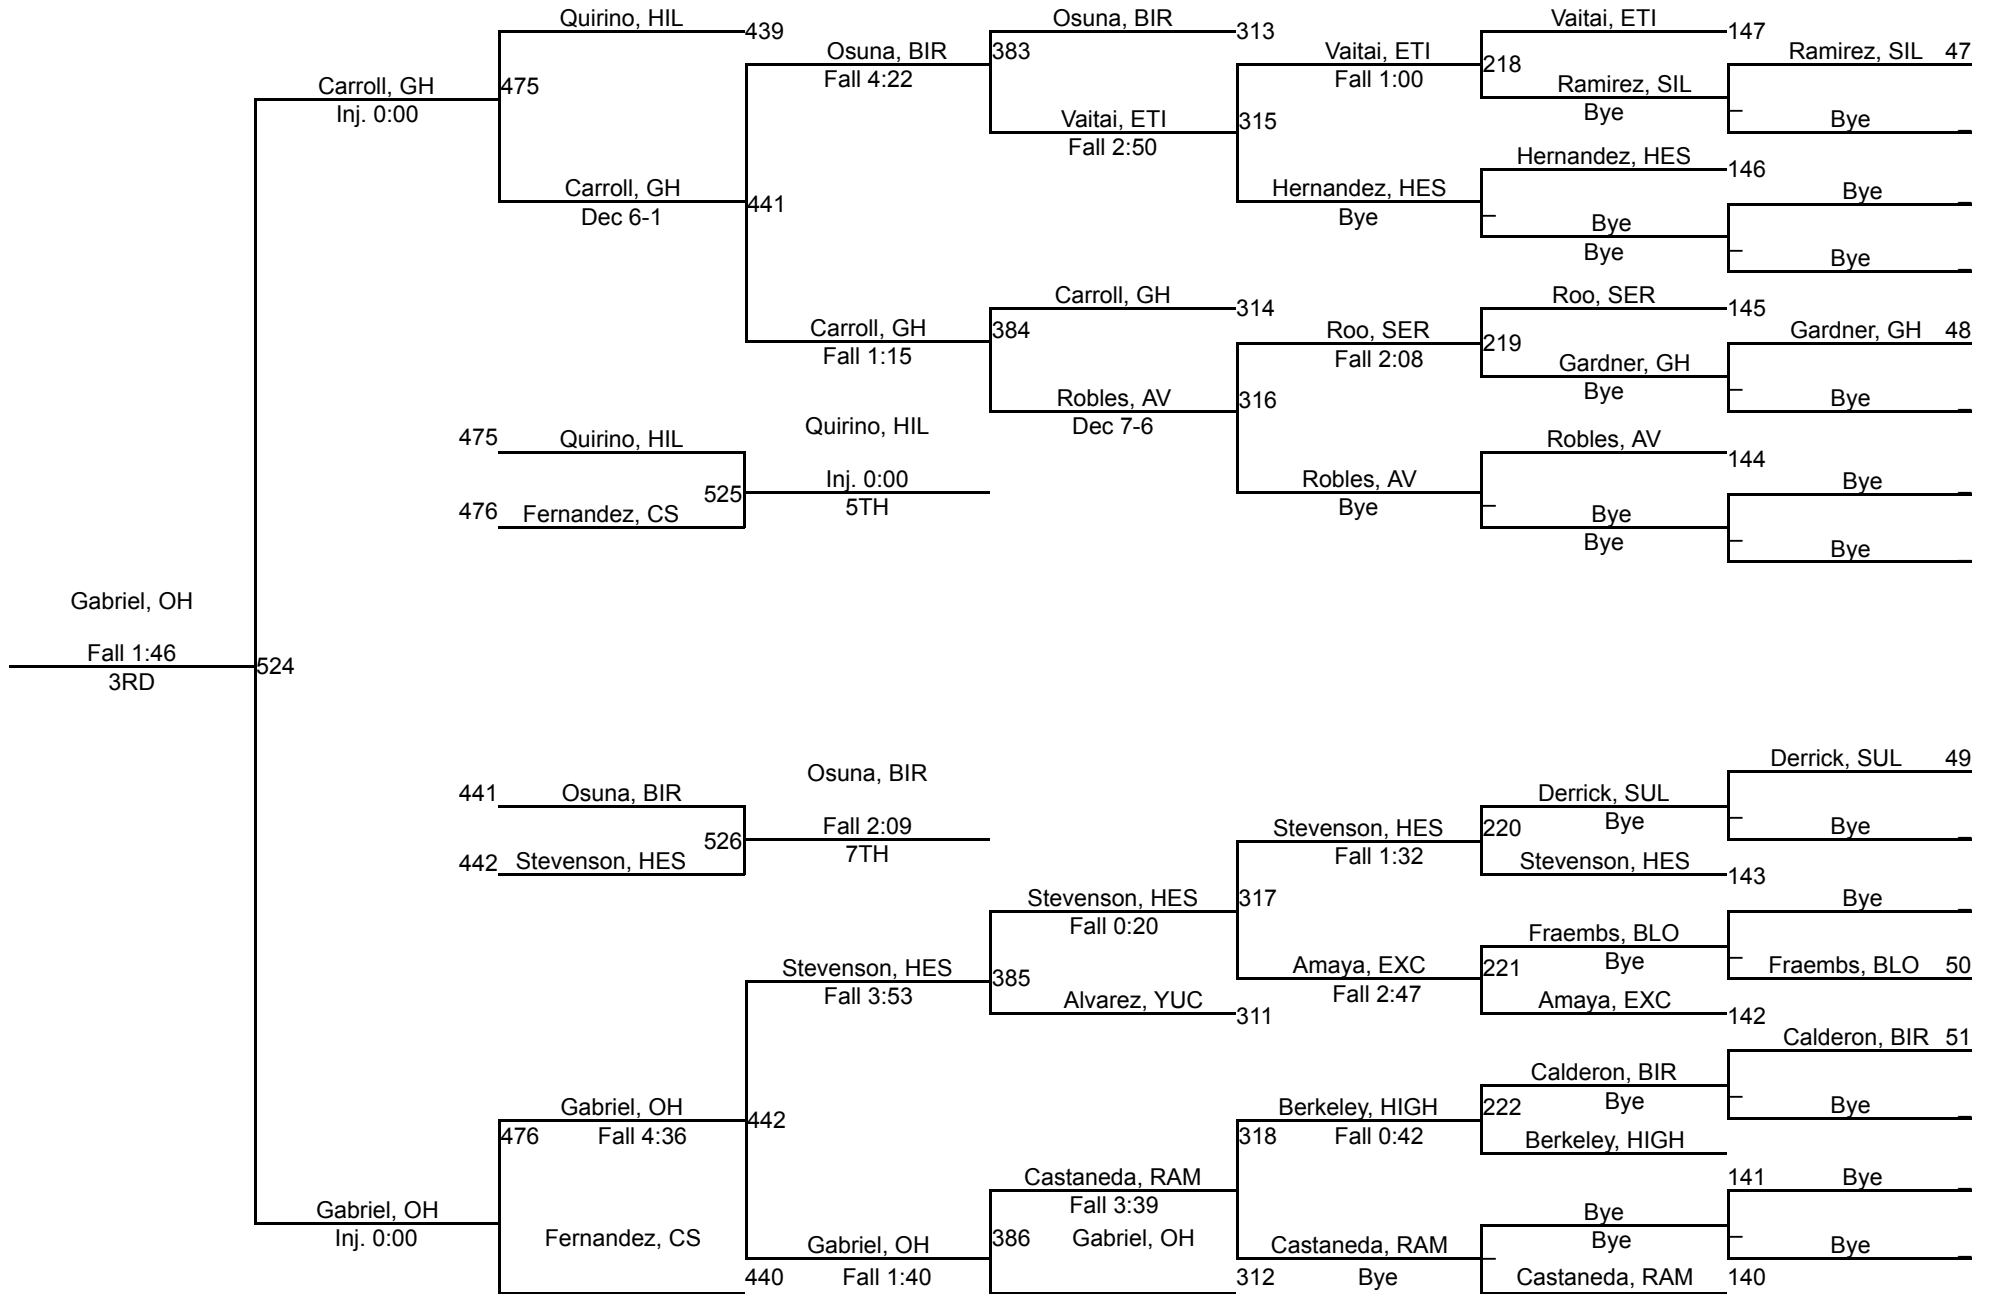 Quirino, HIL 439 Osuna, BIR 313 Vaitai, ETI 147
Osuna, BIR 383 Vaitai, ETI 218 Ramirez, SIL 47
Carroll, GH 475 Fall 4:22 Fall 1:00 Ramirez, SIL
Inj. 0:00 Vaitai, ETI 315 Bye Bye
Fall 2:50 Hernandez, HES 146
Carroll, GH 441 Hernandez, HES Bye
Dec 6-1 Bye Bye
Bye Bye
Carroll, GH 314 Roo, SER 145
Carroll, GH 384 Roo, SER 219 Gardner, GH 48
Fall 1:15 Fall 2:08 Gardner, GH
Robles, AV 316 Bye Bye
475 Quirino, HIL Quirino, HIL Dec 7-6 Robles, AV 144
525 Inj. 0:00 Robles, AV Bye
476 Fernandez, CS 5TH Bye Bye
Bye Bye
Gabriel, OH
Fall 1:46 524
3RD
Osuna, BIR Derrick, SUL 49
441 Osuna, BIR Derrick, SUL
526 Fall 2:09 Stevenson, HES 220 Bye Bye
442 Stevenson, HES 7TH Fall 1:32 Stevenson, HES 143
Stevenson, HES 317 Bye
Fall 0:20 Fraembs, BLO
Stevenson, HES 385 Amaya, EXC 221 Bye Fraembs, BLO 50
Fall 3:53 Alvarez, YUC 311 Fall 2:47 Amaya, EXC 142
Calderon, BIR 51
Calderon, BIR
Gabriel, OH 442 Berkeley, HIGH 222 Bye Bye
476 Fall 4:36 318 Fall 0:42 Berkeley, HIGH
Castaneda, RAM 141 Bye
Gabriel, OH Fall 3:39 Bye
Inj. 0:00 Fernandez, CS Gabriel, OH 386 Gabriel, OH Castaneda, RAM Bye Bye
440 Fall 1:40 312 Bye Castaneda, RAM 140